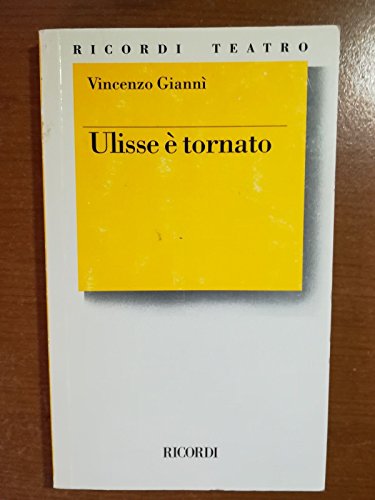 RICORDI TEATRO
Vincenzo Giannì
Ulisse è tornato
RICORDI